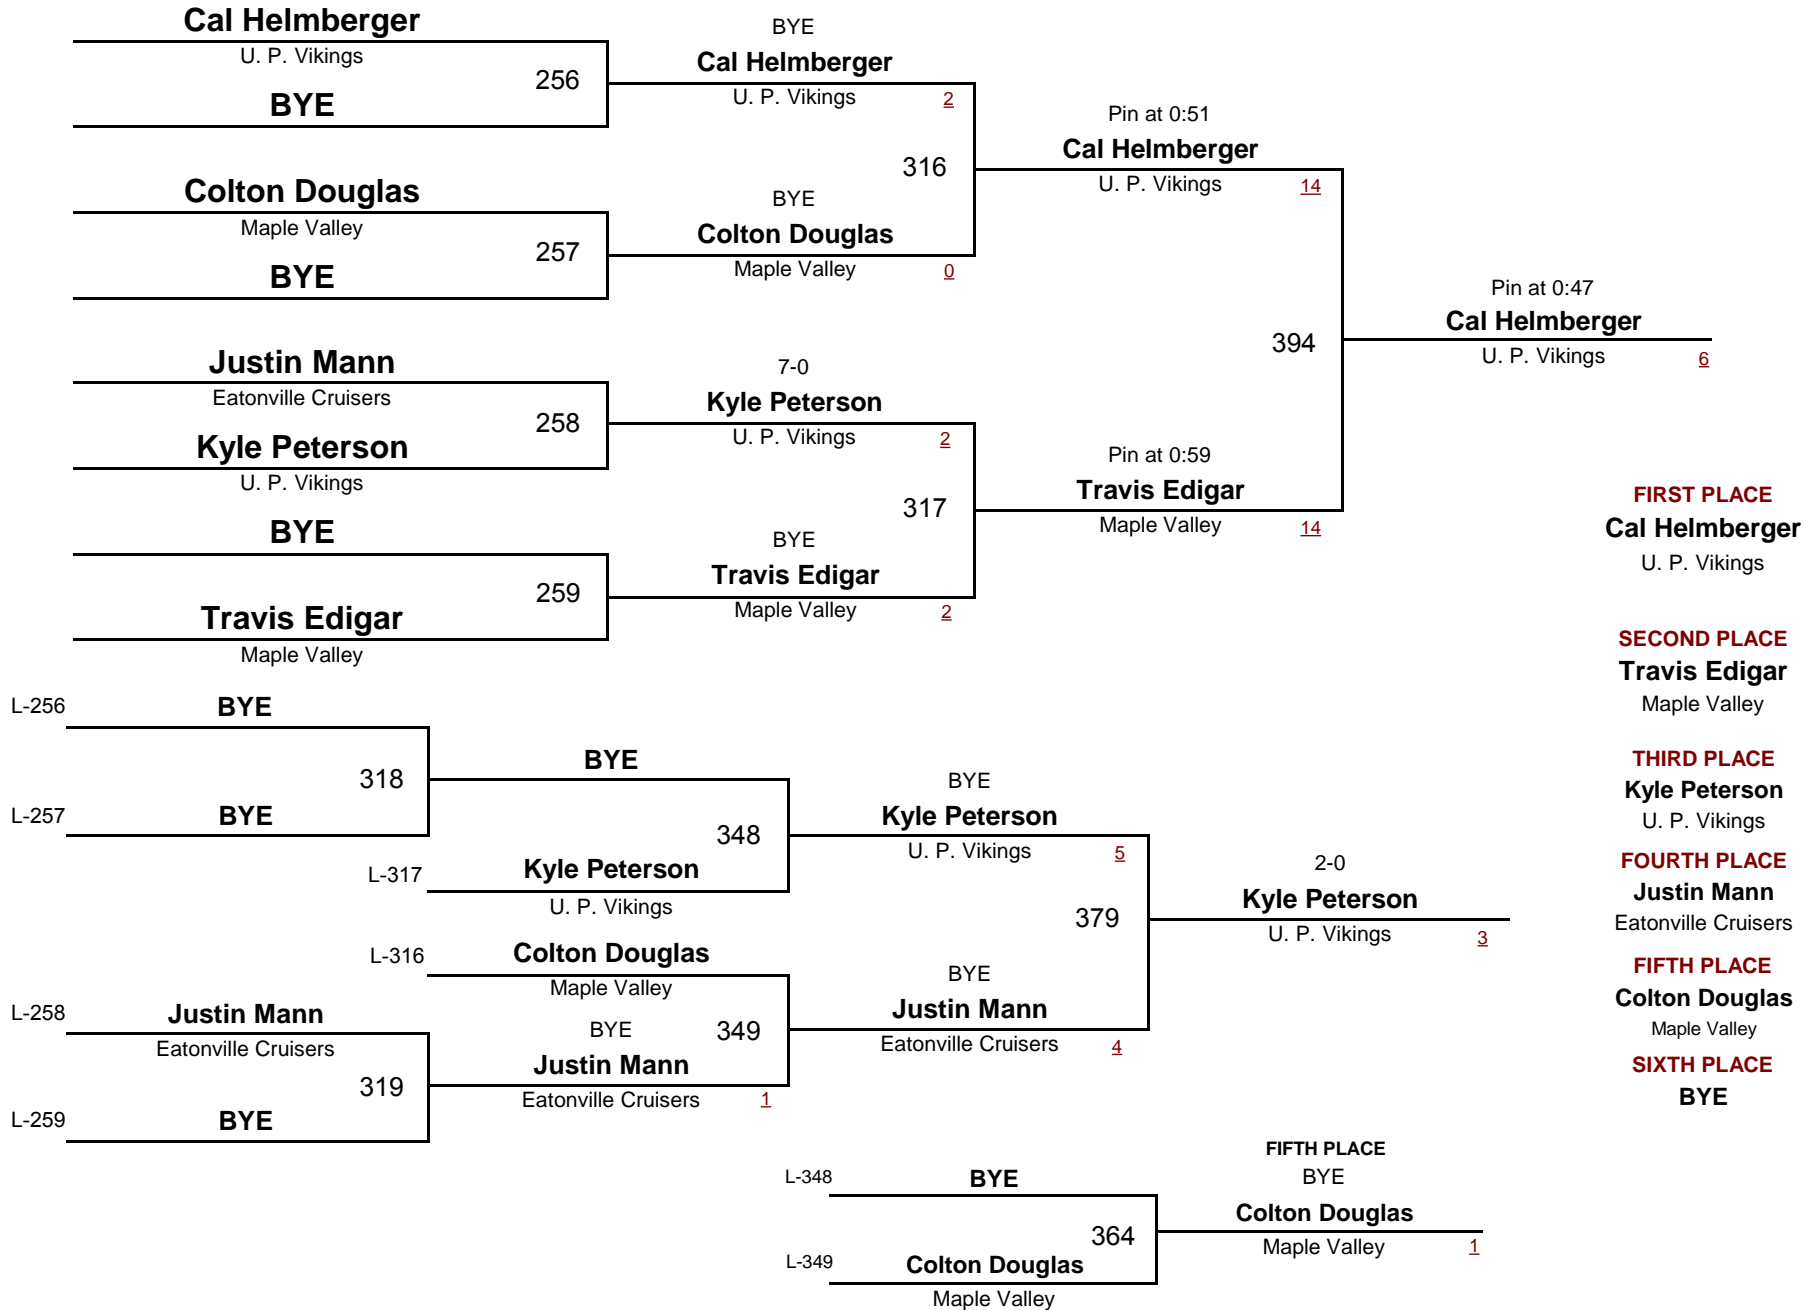 Cal Helmberger
U. P. Vikings
256
BYE
Colton Douglas
Maple Valley
257
BYE
Justin Mann
Eatonville Cruisers
258
Kyle Peterson
U. P. Vikings
BYE
259
Travis Edigar
Maple Valley
BYE
Cal Helmberger
U. P. Vikings
2
316
BYE
Colton Douglas
Maple Valley
0
7-0
Kyle Peterson
U. P. Vikings
2
317
BYE
Travis Edigar
Maple Valley
2
Pin at 0:51
Cal Helmberger
U. P. Vikings
14
394
Pin at 0:59
Travis Edigar
Maple Valley
14
Pin at 0:47
Cal Helmberger
U. P. Vikings
6
L-256
BYE
318
L-257
BYE
BYE
348
L-317
Kyle Peterson
U. P. Vikings
L-316
Colton Douglas
Maple Valley
L-258
Justin Mann
Eatonville Cruisers
319
L-259
BYE
BYE
349
Justin Mann
Eatonville Cruisers
1
BYE
Kyle Peterson
U. P. Vikings
5
379
BYE
Justin Mann
Eatonville Cruisers
4
2-0
Kyle Peterson
U. P. Vikings
3
L-348
BYE
364
L-349
Colton Douglas
Maple Valley
FIFTH PLACE
BYE
Colton Douglas
Maple Valley
1
FIRST PLACE
Cal Helmberger
U. P. Vikings
SECOND PLACE
Travis Edigar
Maple Valley
THIRD PLACE
Kyle Peterson
U. P. Vikings
FOURTH PLACE
Justin Mann
Eatonville Cruisers
FIFTH PLACE
Colton Douglas
Maple Valley
SIXTH PLACE
BYE